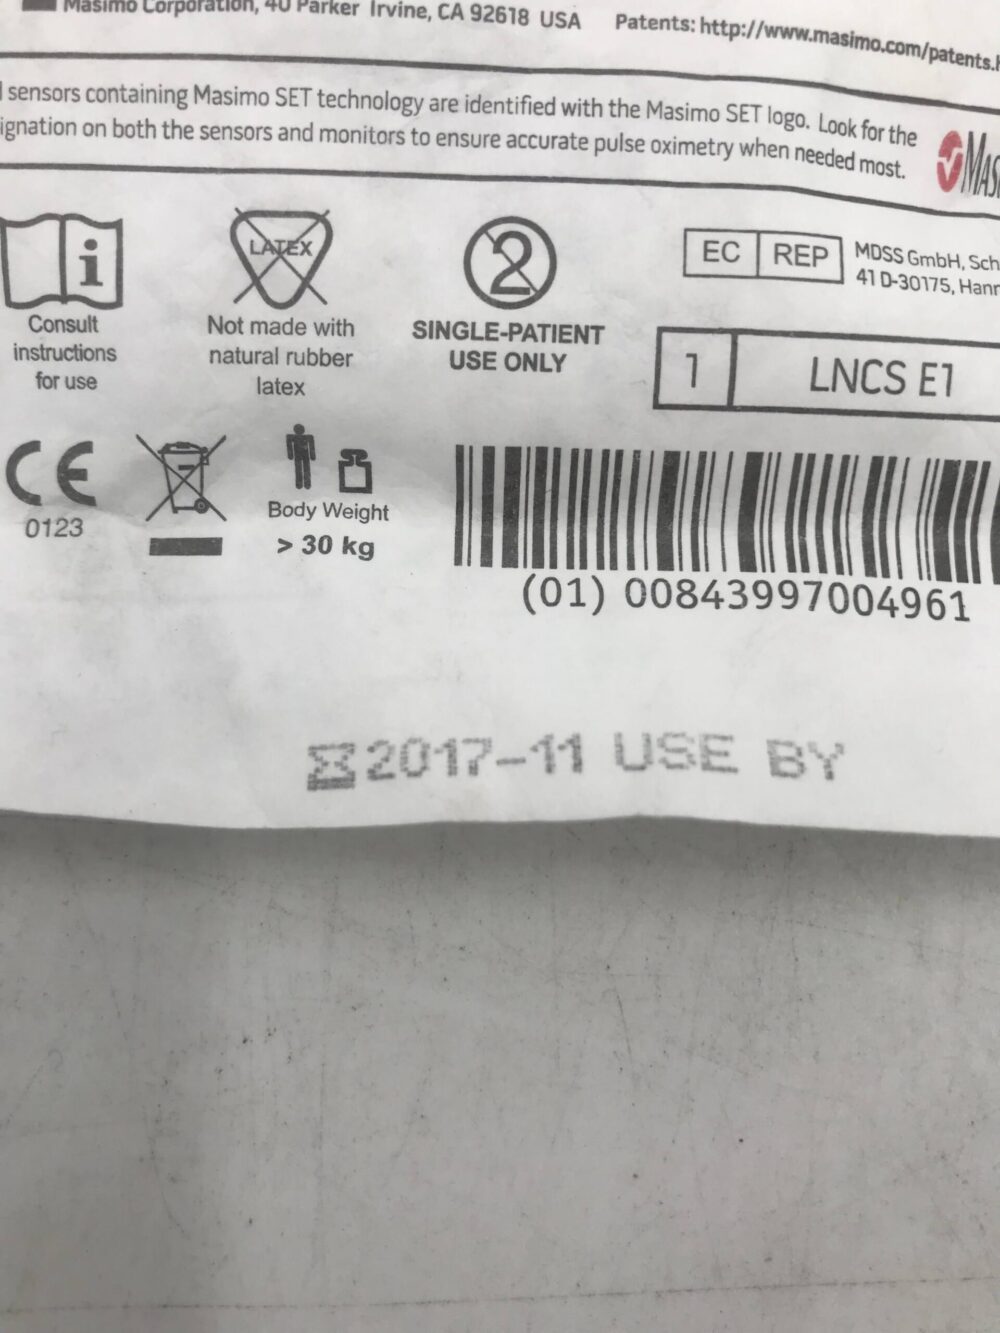 Masimo Corporation, 40 Parker Irvine, CA 92618 USA Patents: http://www.masimo.com/patents.
sensors containing Masimo SET technology are identified with the Masimo SET logo. Look for the
ignation on both the sensors and monitors to ensure accurate pulse oximetry when needed most.
MAS
LATEX
2
EC REP
MDSS GmbH, Sch
41 D-30175, Hann
i
Consult
instructions
for use
Not made with
natural rubber
latex
SINGLE-PATIENT
USE ONLY
1 LNCS E1
CE
0123
Body Weight
> 30 kg
(01) 00843997004961
2017-11 USE BY